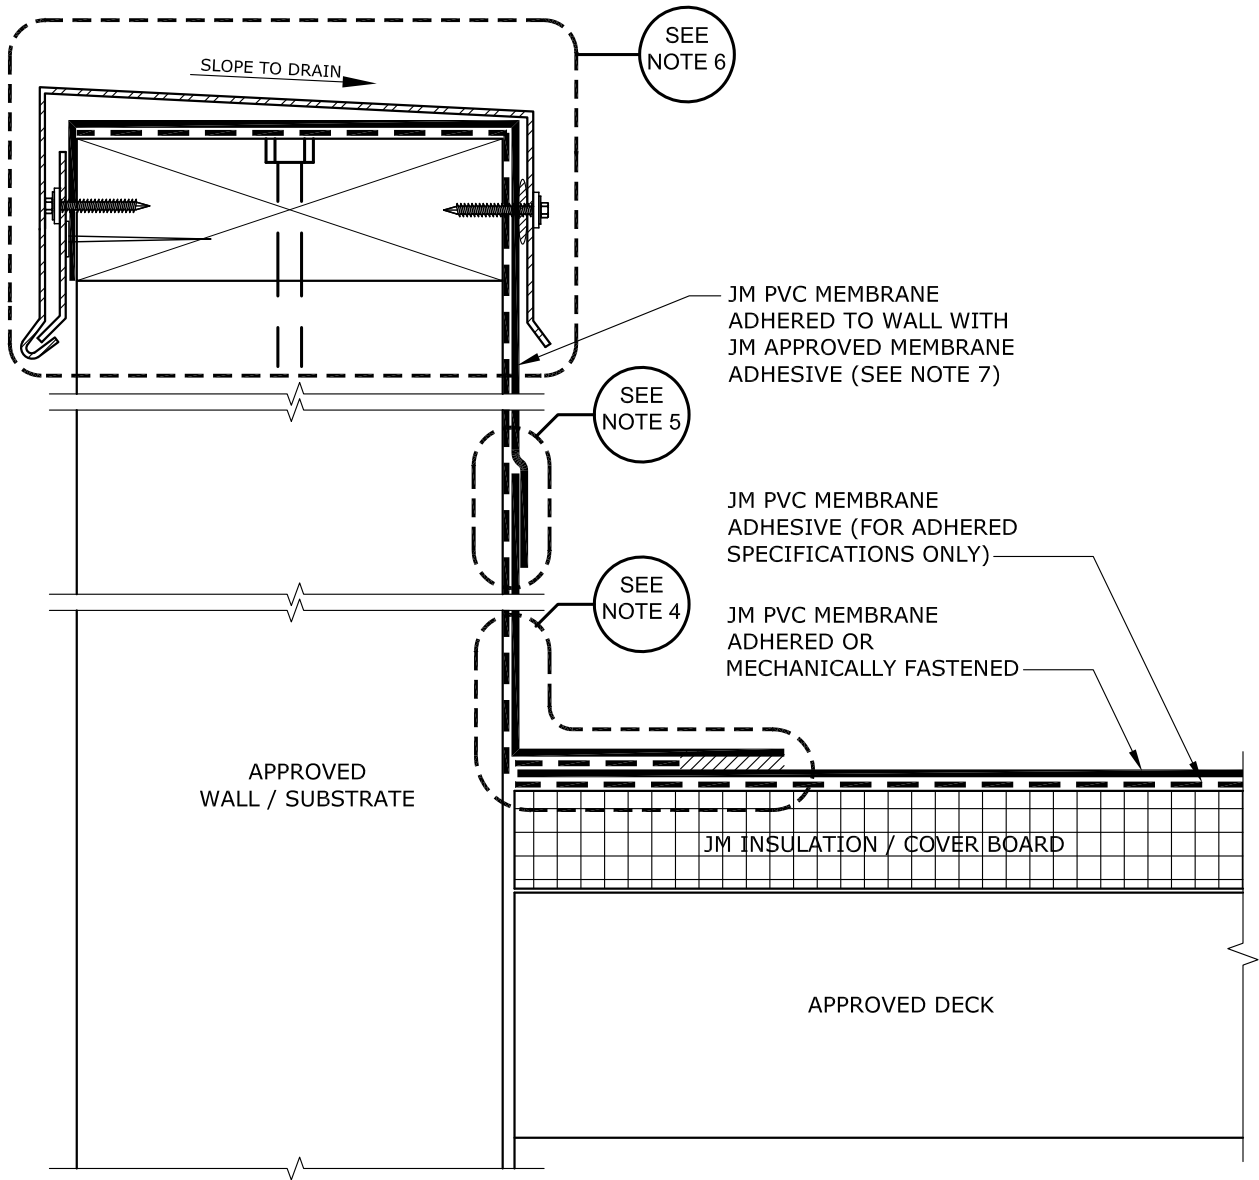 SEE
NOTE 6
SLOPE TO DRAIN
JM PVC MEMBRANE
ADHERED TO WALL WITH
JM APPROVED MEMBRANE
ADHESIVE (SEE NOTE 7)
SEE
NOTE 5
JM PVC MEMBRANE
ADHESIVE (FOR ADHERED
SPECIFICATIONS ONLY)
SEE
NOTE 4
JM PVC MEMBRANE
ADHERED OR
MECHANICALLY FASTENED
APPROVED
WALL / SUBSTRATE
JM INSULATION / COVER BOARD
APPROVED DECK